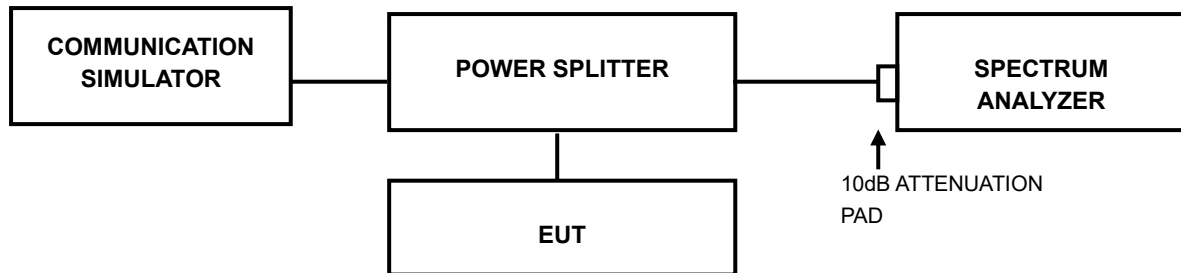 COMMUNICATION
SIMULATOR
POWER SPLITTER
SPECTRUM
ANALYZER
10dB ATTENUATION
PAD
EUT